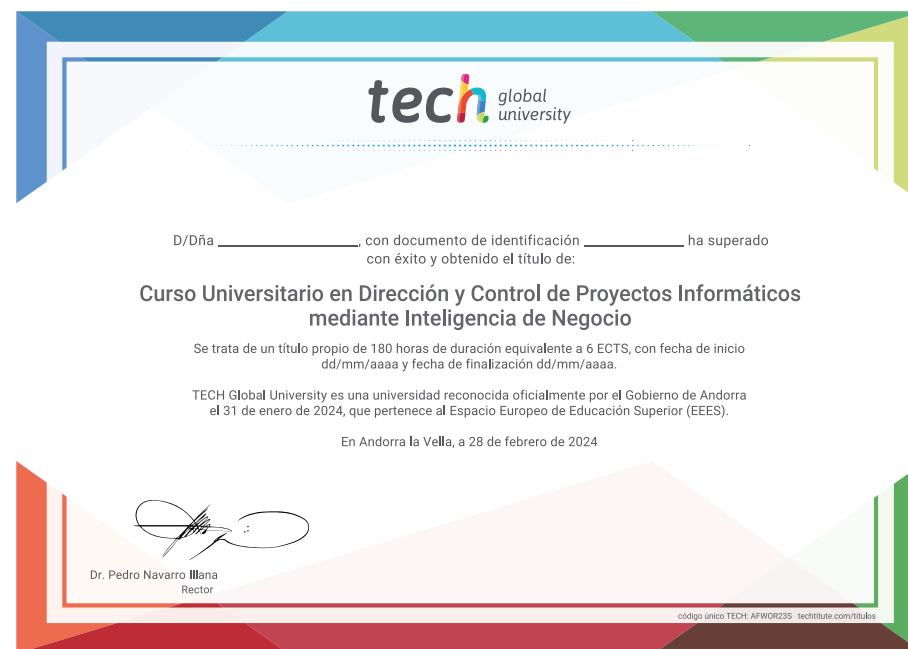 tech global university
D/Dña , con documento de identificación ha superado
con éxito y obtenido el título de:
Curso Universitario en Dirección y Control de Proyectos Informáticos
mediante Inteligencia de Negocio
Se trata de un título propio de 180 horas de duración equivalente a 6 ECTS, con fecha de inicio
dd/mm/aaaa y fecha de finalización dd/mm/aaaa.
TECH Global University es una universidad reconocida oficialmente por el Gobierno de Andorra
el 31 de enero de 2024, que pertenece al Espacio Europeo de Educación Superior (EEES).
En Andorra la Vella, a 28 de febrero de 2024
Dr. Pedro Navarro Illana
Rector
código único TECH: AFWOR23S techtitute.com/titulos